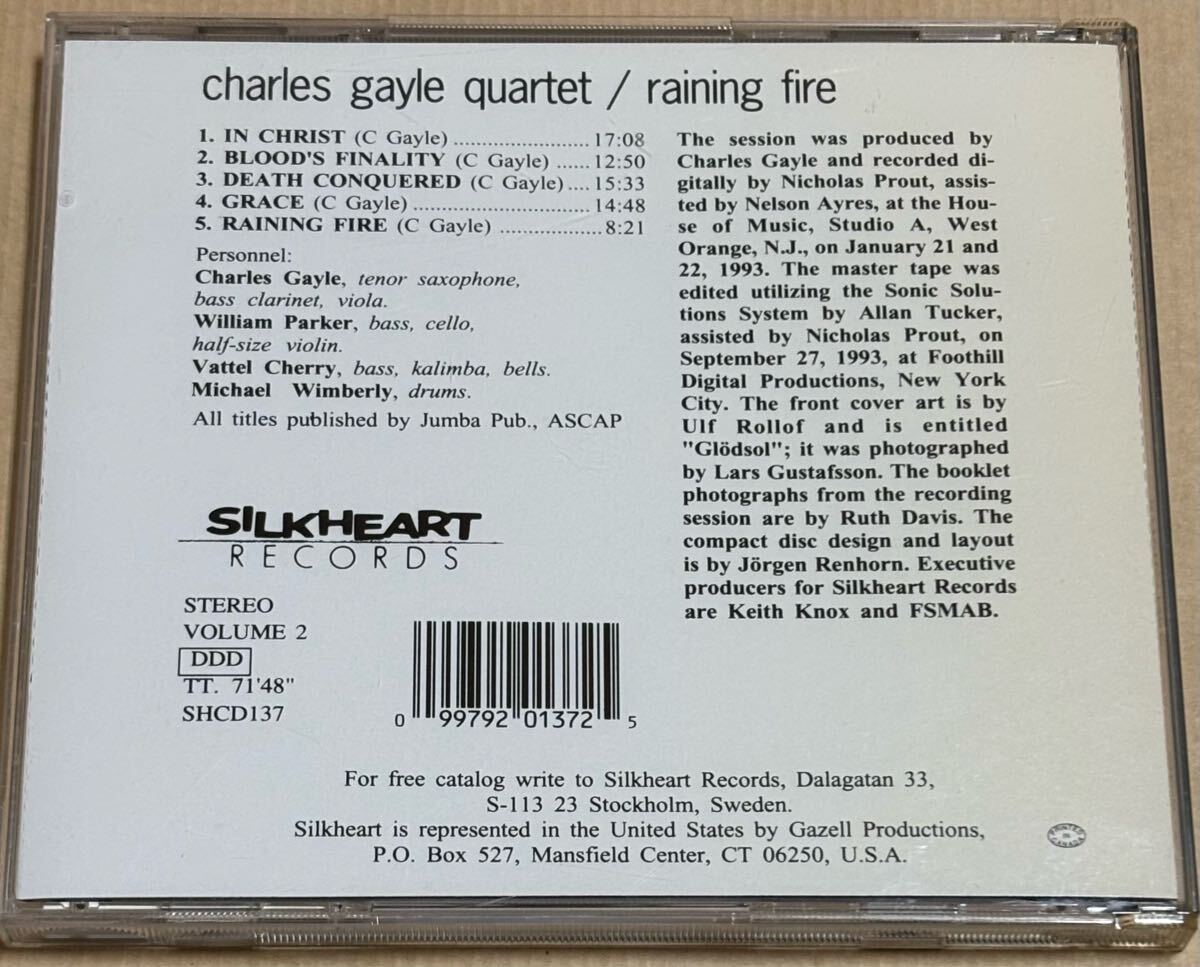 charles gayle quartet / raining fire
1. IN CHRIST (C Gayle) ........................ 17:08
2. BLOOD'S FINALITY (C Gayle) ...... 12:50
3. DEATH CONQUERED (C Gayle).... 15:33
4. GRACE (C Gayle) ............................... 14:48
5. RAINING FIRE (C Gayle) .................. 8:21
Personnel:
Charles Gayle, tenor saxophone,
bass clarinet, viola.
William Parker, bass, cello,
half-size violin.
Vattel Cherry, bass, kalimba, bells.
Michael Wimberly, drums.
All titles published by Jumba Pub., ASCAP
The session was produced by
Charles Gayle and recorded di-
gitally by Nicholas Prout, assis-
ted by Nelson Ayres, at the Hou-
se of Music, Studio A, West
Orange, N.J., on January 21 and
22, 1993. The master tape was
edited utilizing the Sonic Solu-
tions System by Allan Tucker,
assisted by Nicholas Prout, on
September 27, 1993, at Foothill
Digital Productions, New York
City. The front cover art is by
Ulf Rollof and is entitled
"Glödsol"; it was photographed
by Lars Gustafsson. The booklet
photographs from the recording
session are by Ruth Davis. The
compact disc design and layout
is by Jörgen Renhorn. Executive
producers for Silkheart Records
are Keith Knox and FSMAB.
SILKHEART
RECORDS
STEREO
VOLUME 2
DDD
TT. 71'48"
SHCD137
0 99792 01372 5
For free catalog write to Silkheart Records, Dalagatan 33,
S-113 23 Stockholm, Sweden.
Silkheart is represented in the United States by Gazell Productions,
P.O. Box 527, Mansfield Center, CT 06250, U.S.A.
PRINTED
IN
CANADA